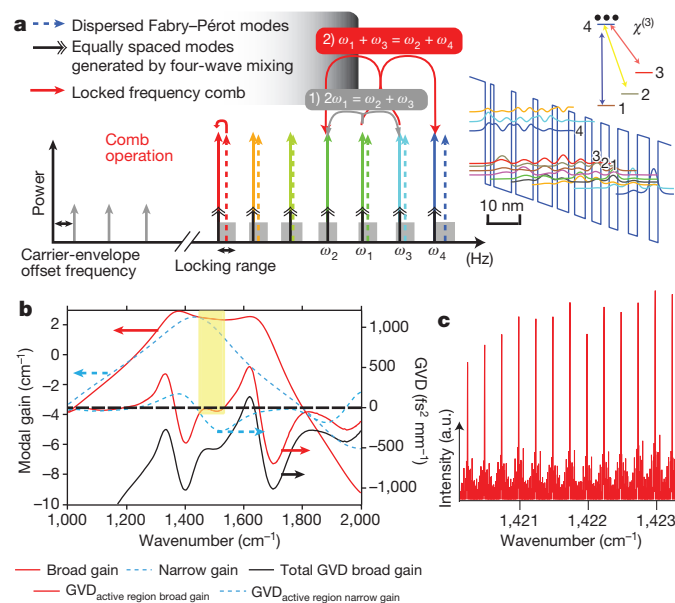 a
Dispersed Fabry–Pérot modes
Equally spaced modes
generated by four-wave mixing
Locked frequency comb
2) ω1 + ω3 = ω2 + ω4
1) 2ω1 = ω2 + ω3
Comb
operation
Power
Carrier-envelope
offset frequency
Locking range
ω2
ω1
ω3
ω4
(Hz)
4
χ(3)
3
2
1
4
3
2
1
10 nm
b
Modal gain (cm−1)
2
0
−2
−4
−6
−8
−10
1,000
1,200
1,400
1,600
1,800
2,000
Wavenumber (cm−1)
1,000
500
0
−500
−1,000
GVD (fs2 mm−1)
Broad gain
Narrow gain
Total GVD broad gain
GVDactive region broad gain
GVDactive region narrow gain
c
Intensity (a.u.)
1,421
1,422
1,423
Wavenumber (cm−1)